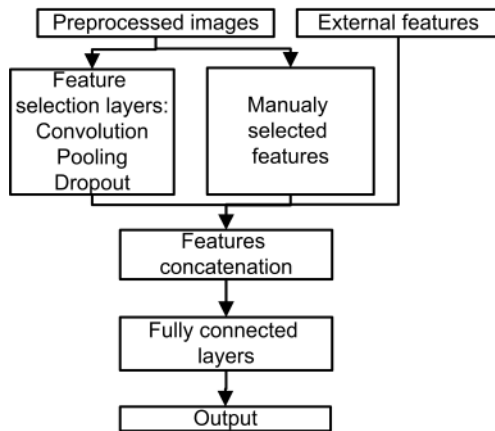 Preprocessed images
External features
Feature
selection layers:
Convolution
Pooling
Dropout
Manualy
selected
features
Features
concatenation
Fully connected
layers
Output